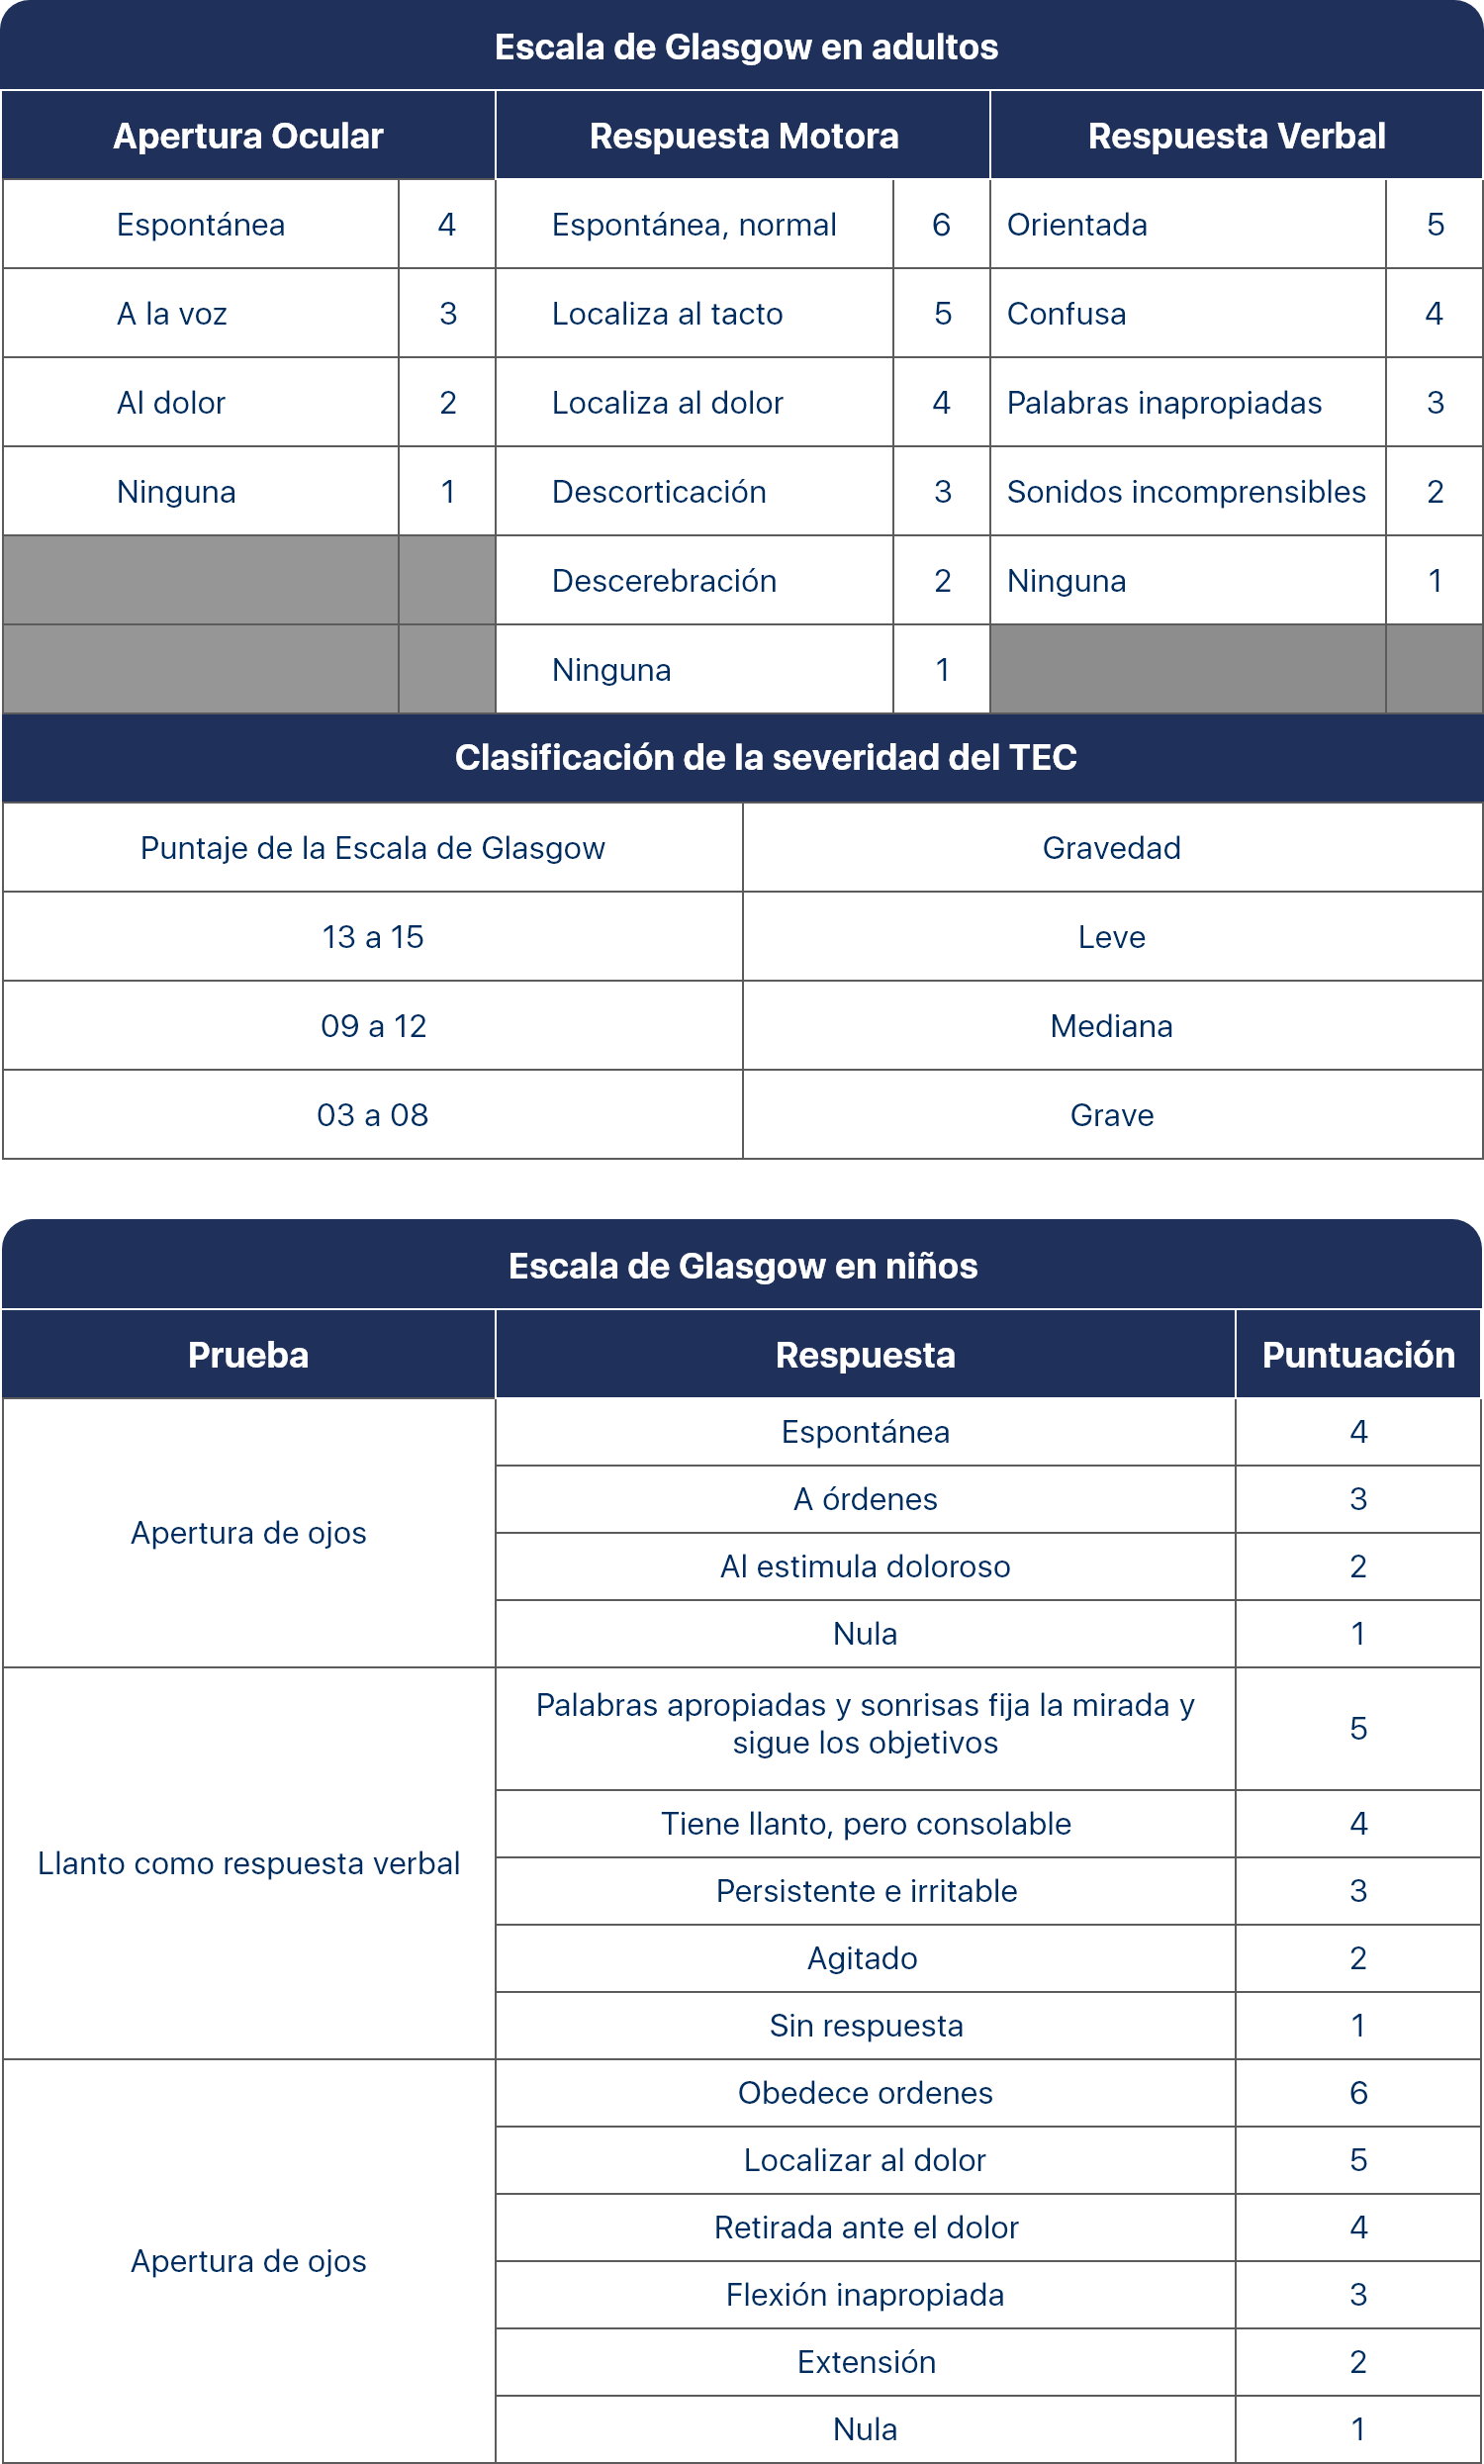 Escala de Glasgow en adultos
Apertura Ocular Respuesta Motora Respuesta Verbal
Espontánea 4 Espontánea, normal 6 Orientada 5
A la voz 3 Localiza al tacto 5 Confusa 4
Al dolor 2 Localiza al dolor 4 Palabras inapropiadas 3
Ninguna 1 Descorticación 3 Sonidos incomprensibles 2
Descerebración 2 Ninguna 1
Ninguna 1
Clasificación de la severidad del TEC
Puntaje de la Escala de Glasgow Gravedad
13 a 15 Leve
09 a 12 Mediana
03 a 08 Grave
Escala de Glasgow en niños
Prueba Respuesta Puntuación
Apertura de ojos
Espontánea 4
A órdenes 3
Al estimula doloroso 2
Nula 1
Llanto como respuesta verbal
Palabras apropiadas y sonrisas fija la mirada y
sigue los objetivos 5
Tiene llanto, pero consolable 4
Persistente e irritable 3
Agitado 2
Sin respuesta 1
Apertura de ojos
Obedece ordenes 6
Localizar al dolor 5
Retirada ante el dolor 4
Flexión inapropiada 3
Extensión 2
Nula 1